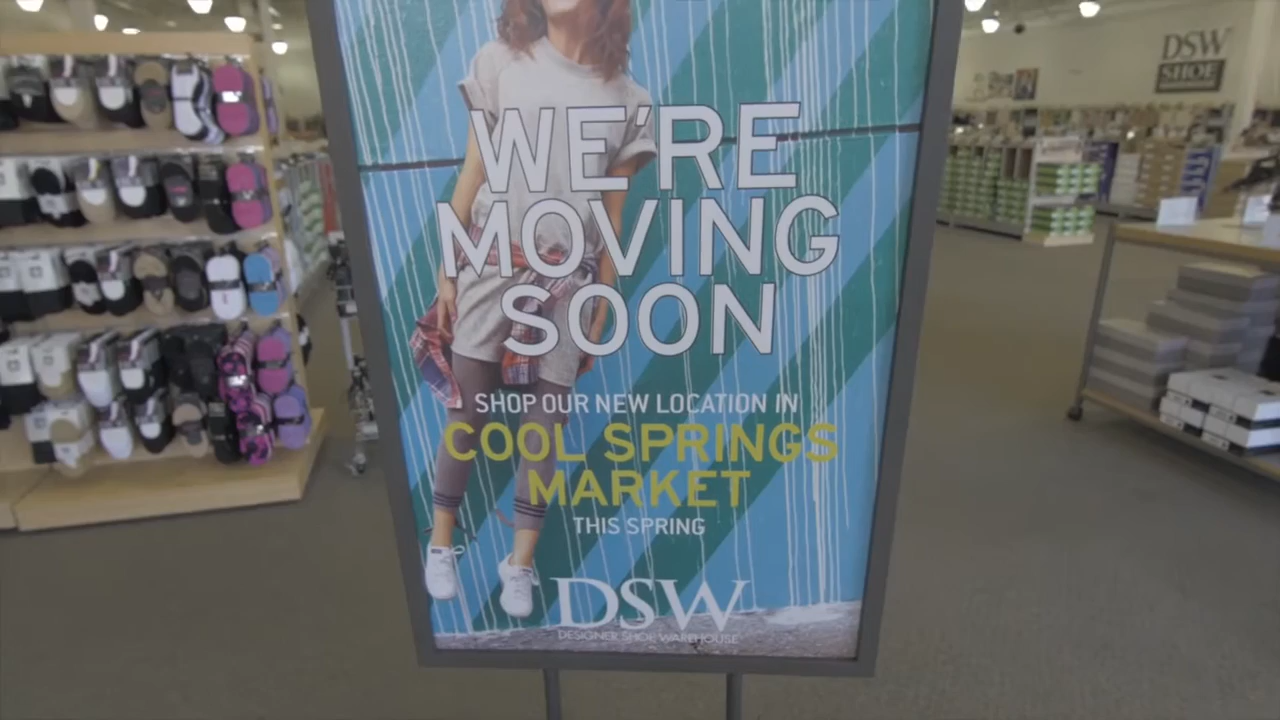 DSW
SHOE
WE'RE
MOVING
SOON
SHOP OUR NEW LOCATION IN
COOL SPRINGS
MARKET
THIS SPRING
DSW
DESIGNER SHOE WAREHOUSE